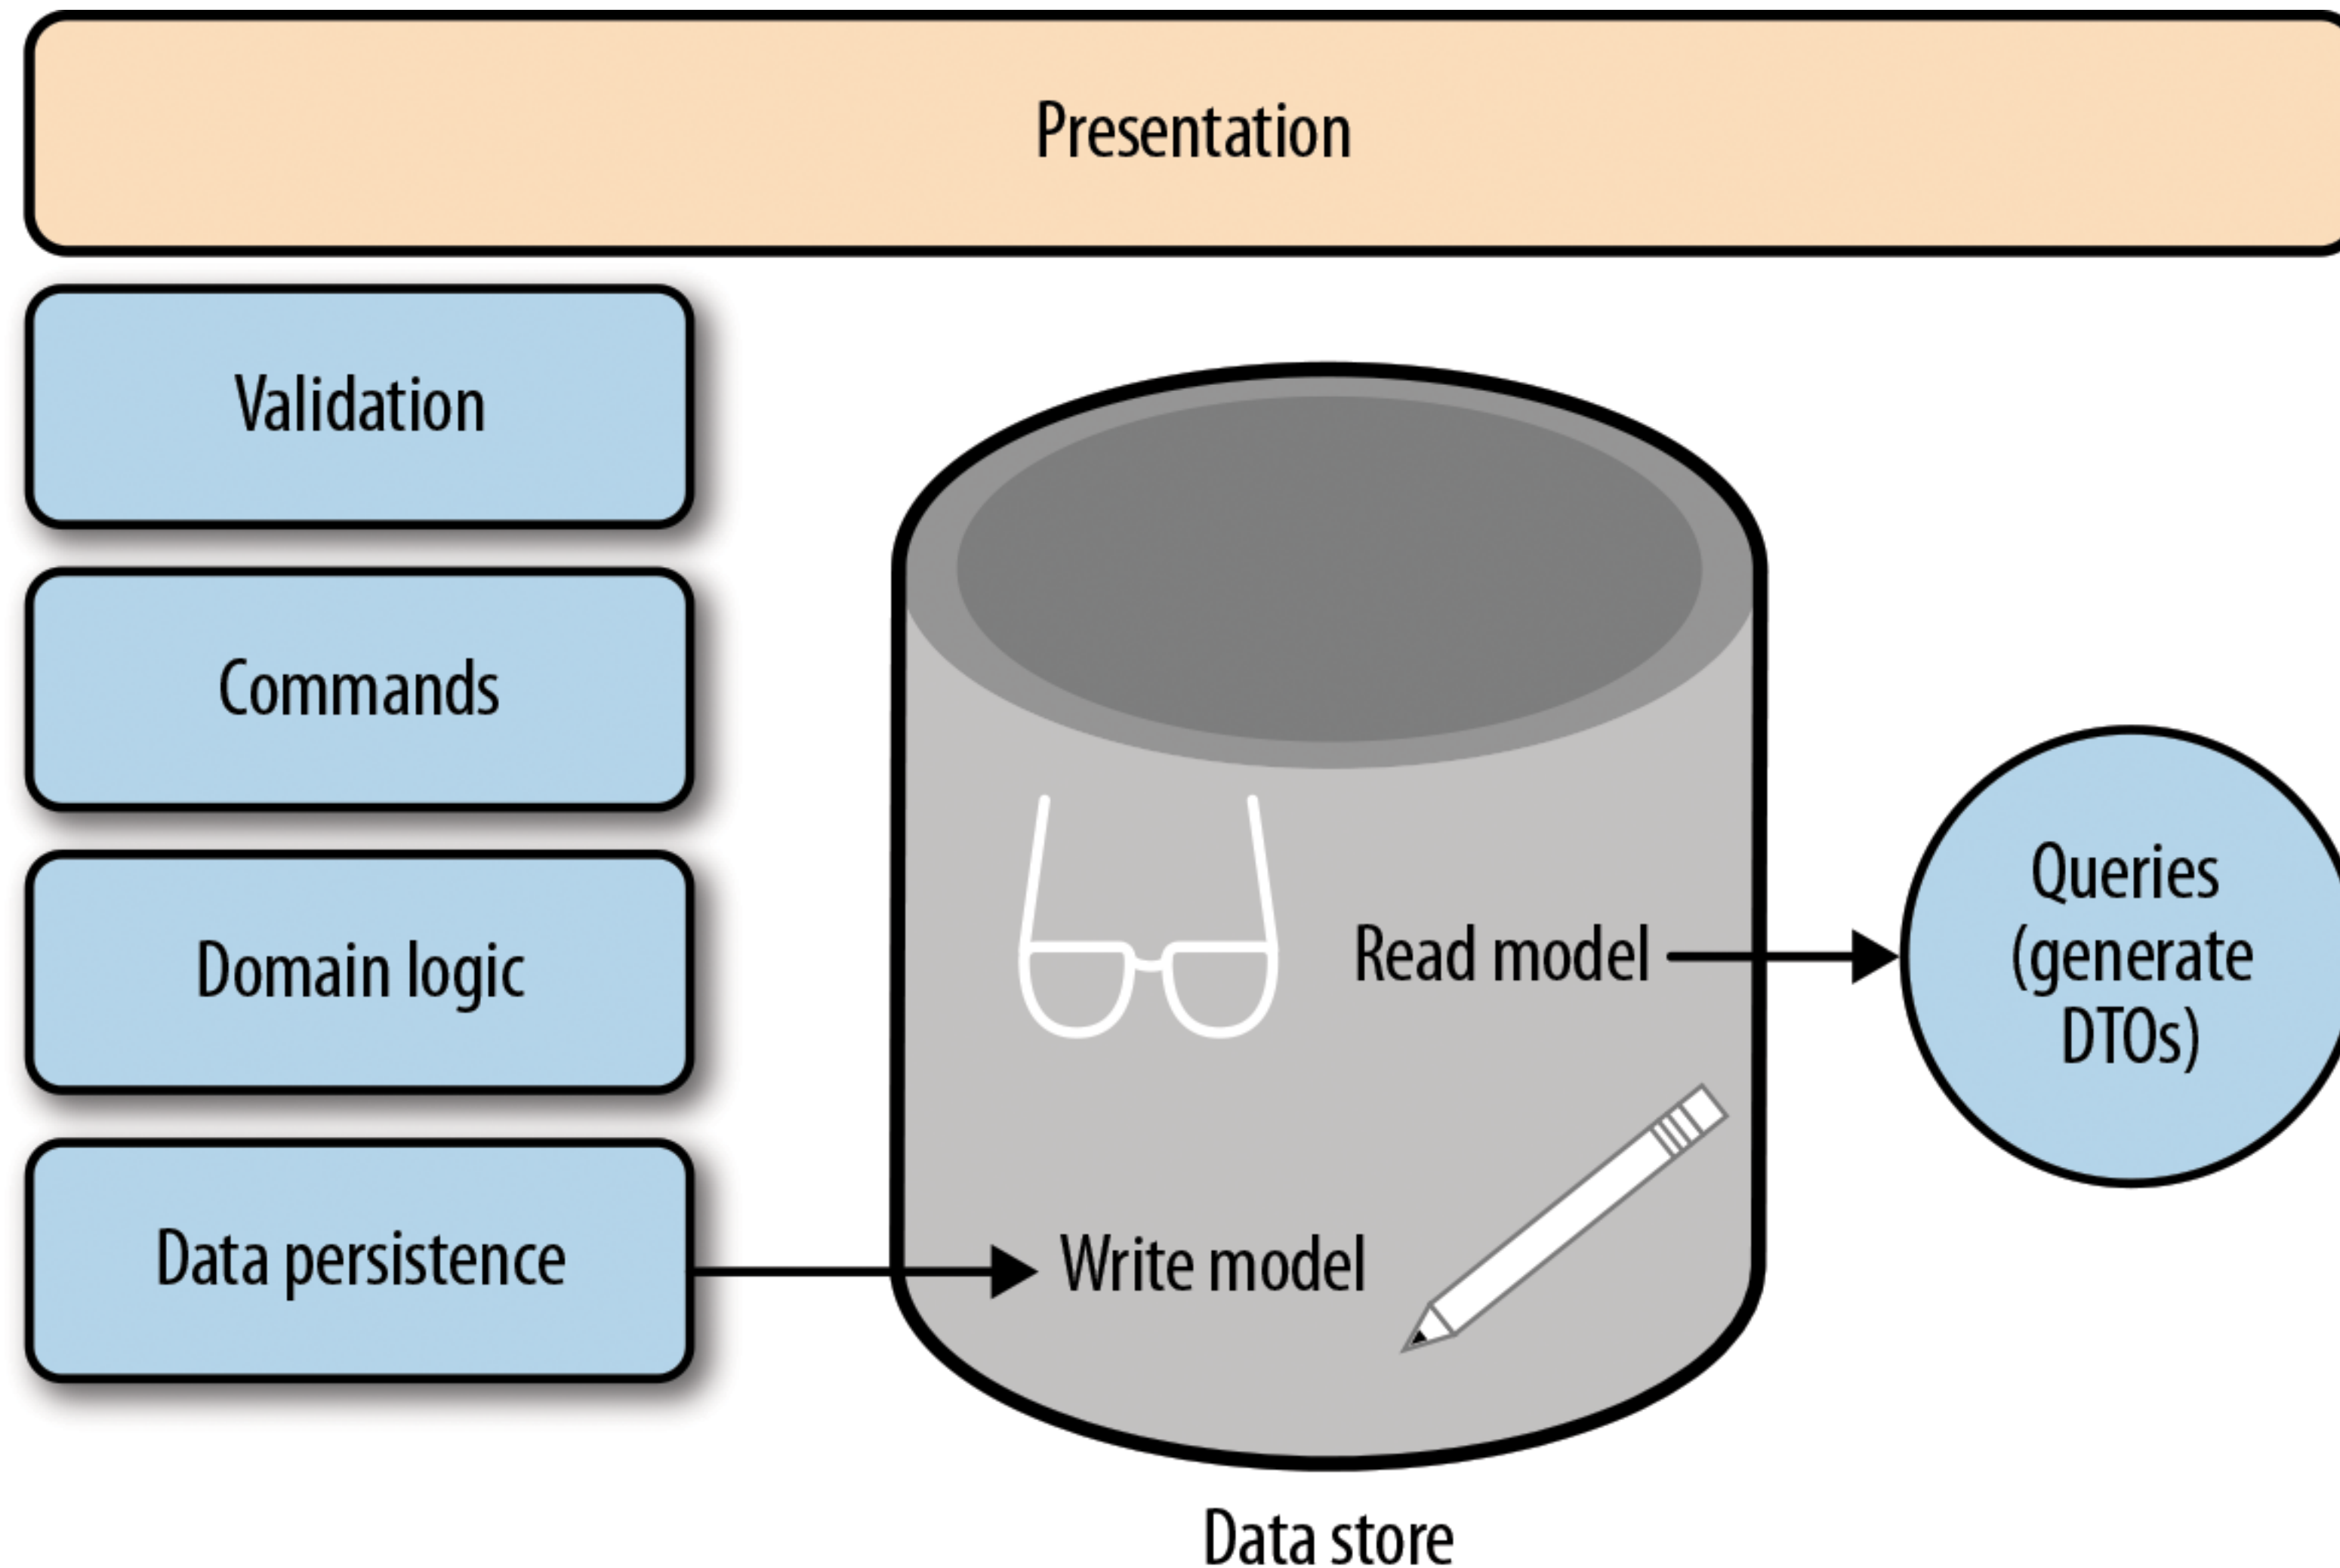 Presentation
Validation
Commands
Domain logic
Data persistence
Read model
Write model
Queries
(generate
DTOs)
Data store